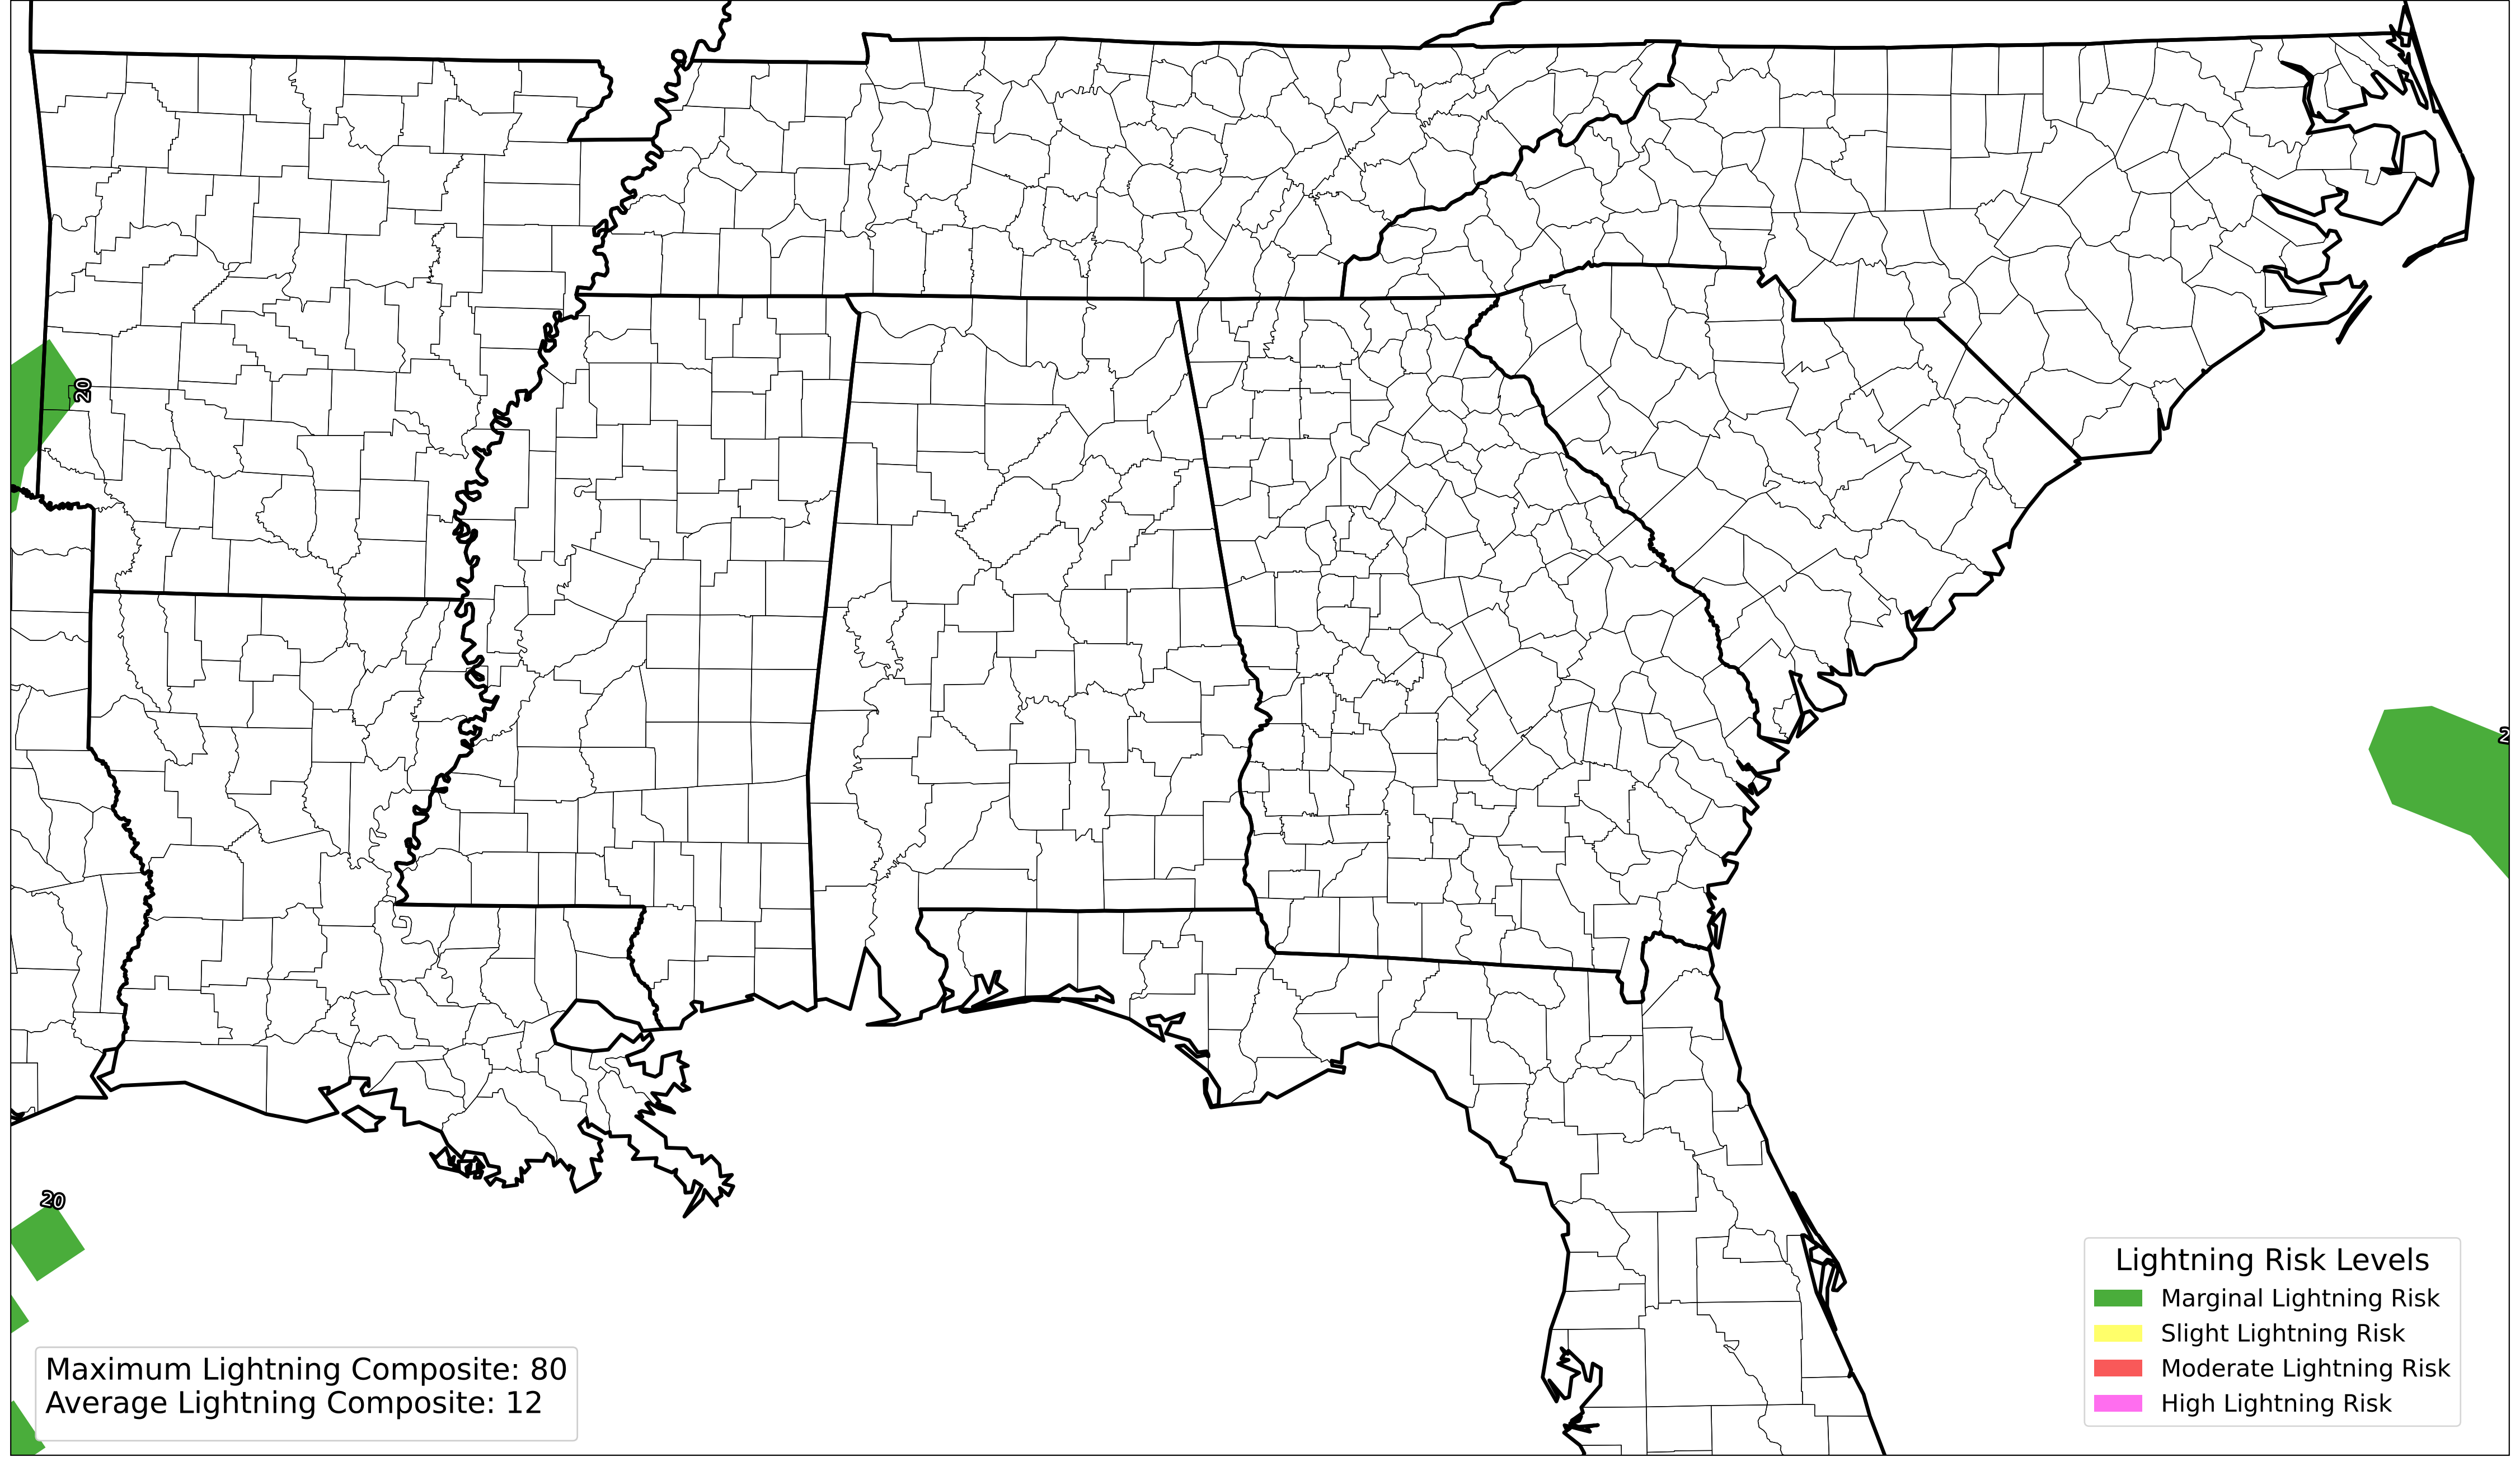 20
20
Maximum Lightning Composite: 80
Average Lightning Composite: 12
Lightning Risk Levels
Marginal Lightning Risk
Slight Lightning Risk
Moderate Lightning Risk
High Lightning Risk